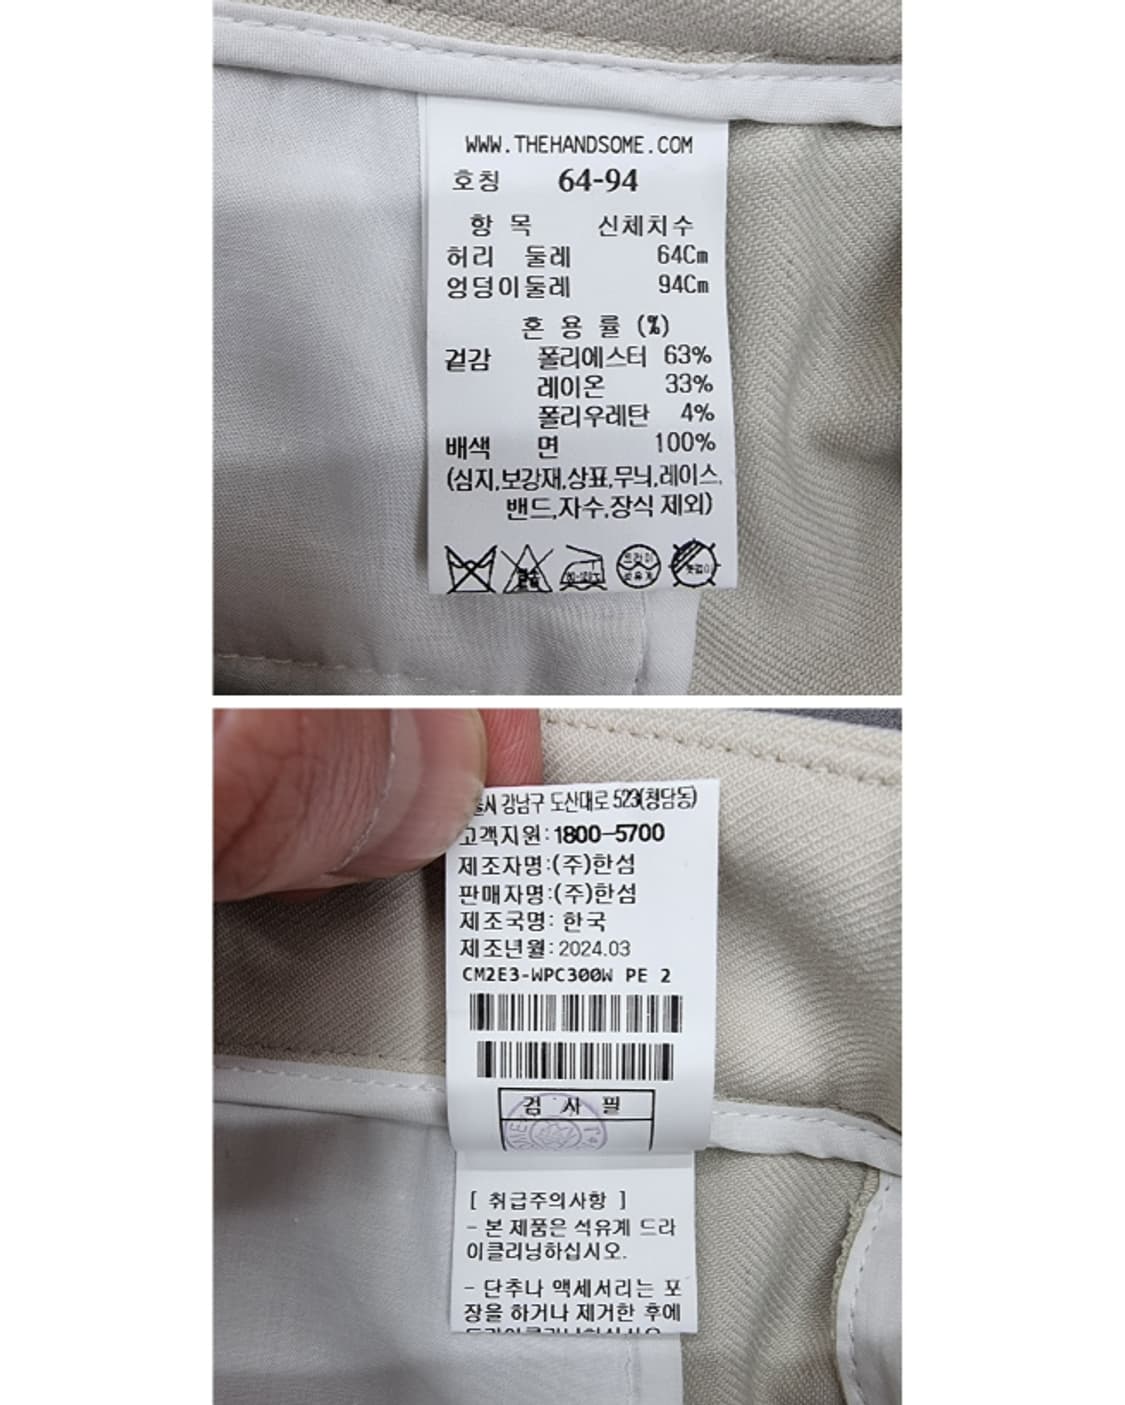 WWW.THEHANDSOME.COM
호칭 64-94
항 목 신체치수
허리 둘레 64Cm
엉덩이둘레 94Cm
혼 용 률 (%)
겉감 폴리에스터 63%
레이온 33%
폴리우레탄 4%
배색 면 100%
(심지,보강재,상표,무늬,레이스,
밴드,자수,장식 제외)
강남구 도산대로 523(청담동)
고객지원:1800-5700
제조자명:(주)한섬
판매자명:(주)한섬
제조국명: 한국
제조년월: 2024.03
CM2E3-WPC300W PE 2
검 사 필
[ 취급주의사항 ]
- 본 제품은 석유계 드라
이클리닝하십시오.
- 단추나 액세서리는 포
장을 하거나 제거한 후에